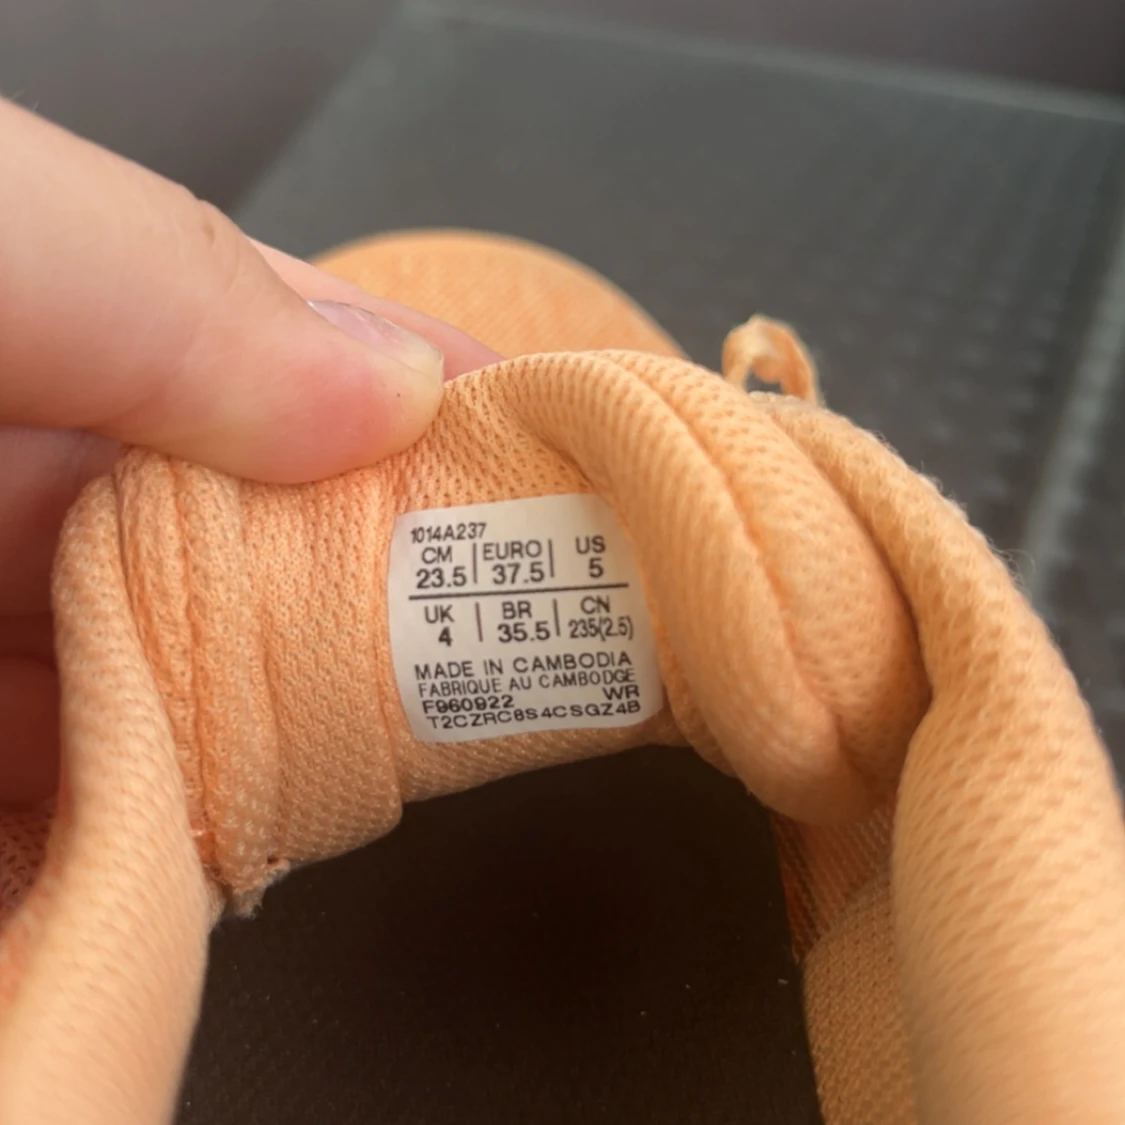 1014A237
CM | EURO | US
23.5 | 37.5 | 5
UK | BR | CN
4 | 35.5 | 235(2.5)
MADE IN CAMBODIA
FABRIQUE AU CAMBODGE
F960922 WR
T2CZRC8S4CSGZ4B